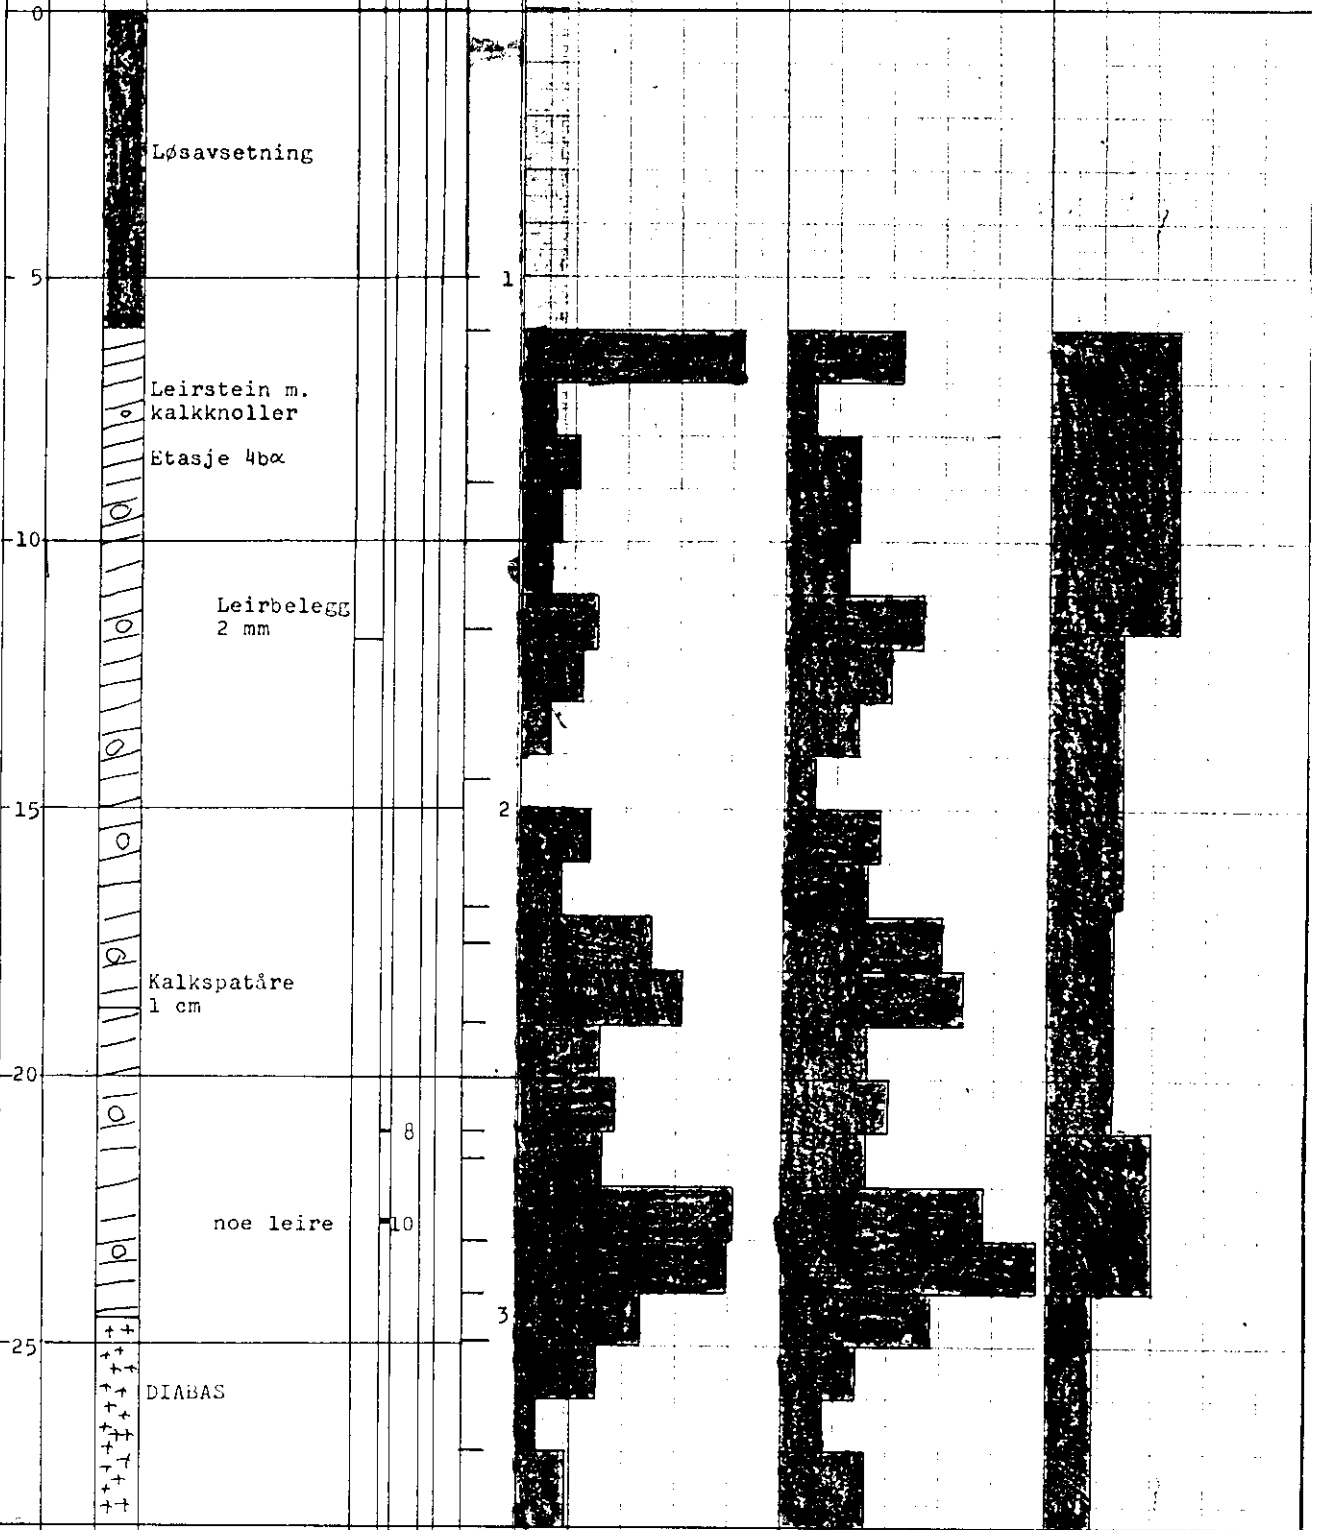 0
Løsavsetning
5
1
Leirstein m.
kalkknoller
Etasje 4bα
10
Leirbelegg
2 mm
15
2
Kalkspatåre
1 cm
20
8
noe leire
10
3
25
DIABAS